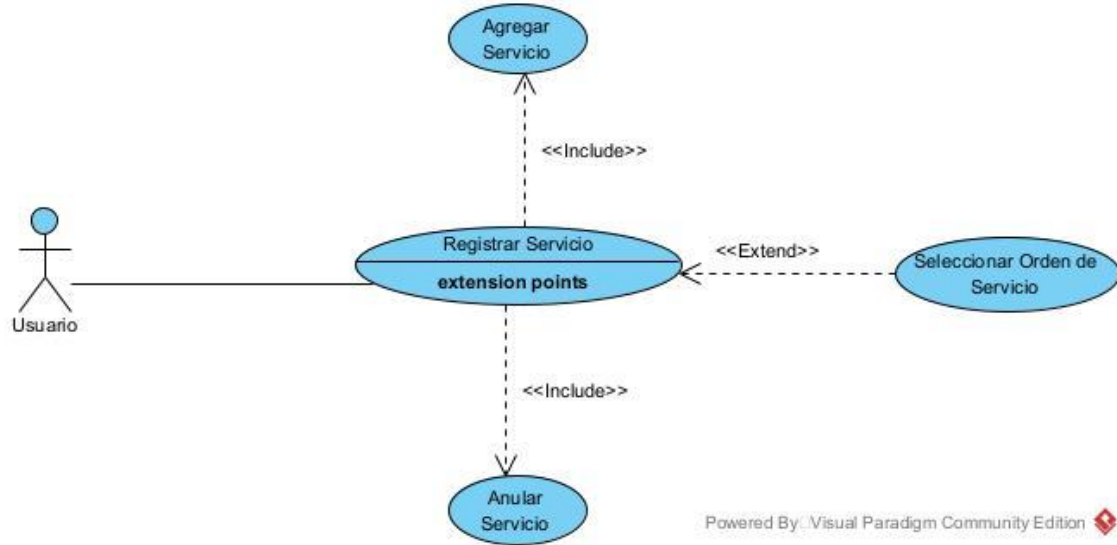 Agregar
Servicio
<<Include>>
Registrar Servicio
extension points
<<Extend>>
Seleccionar Orden de
Servicio
Usuario
<<Include>>
Anular
Servicio
Powered By Visual Paradigm Community Edition